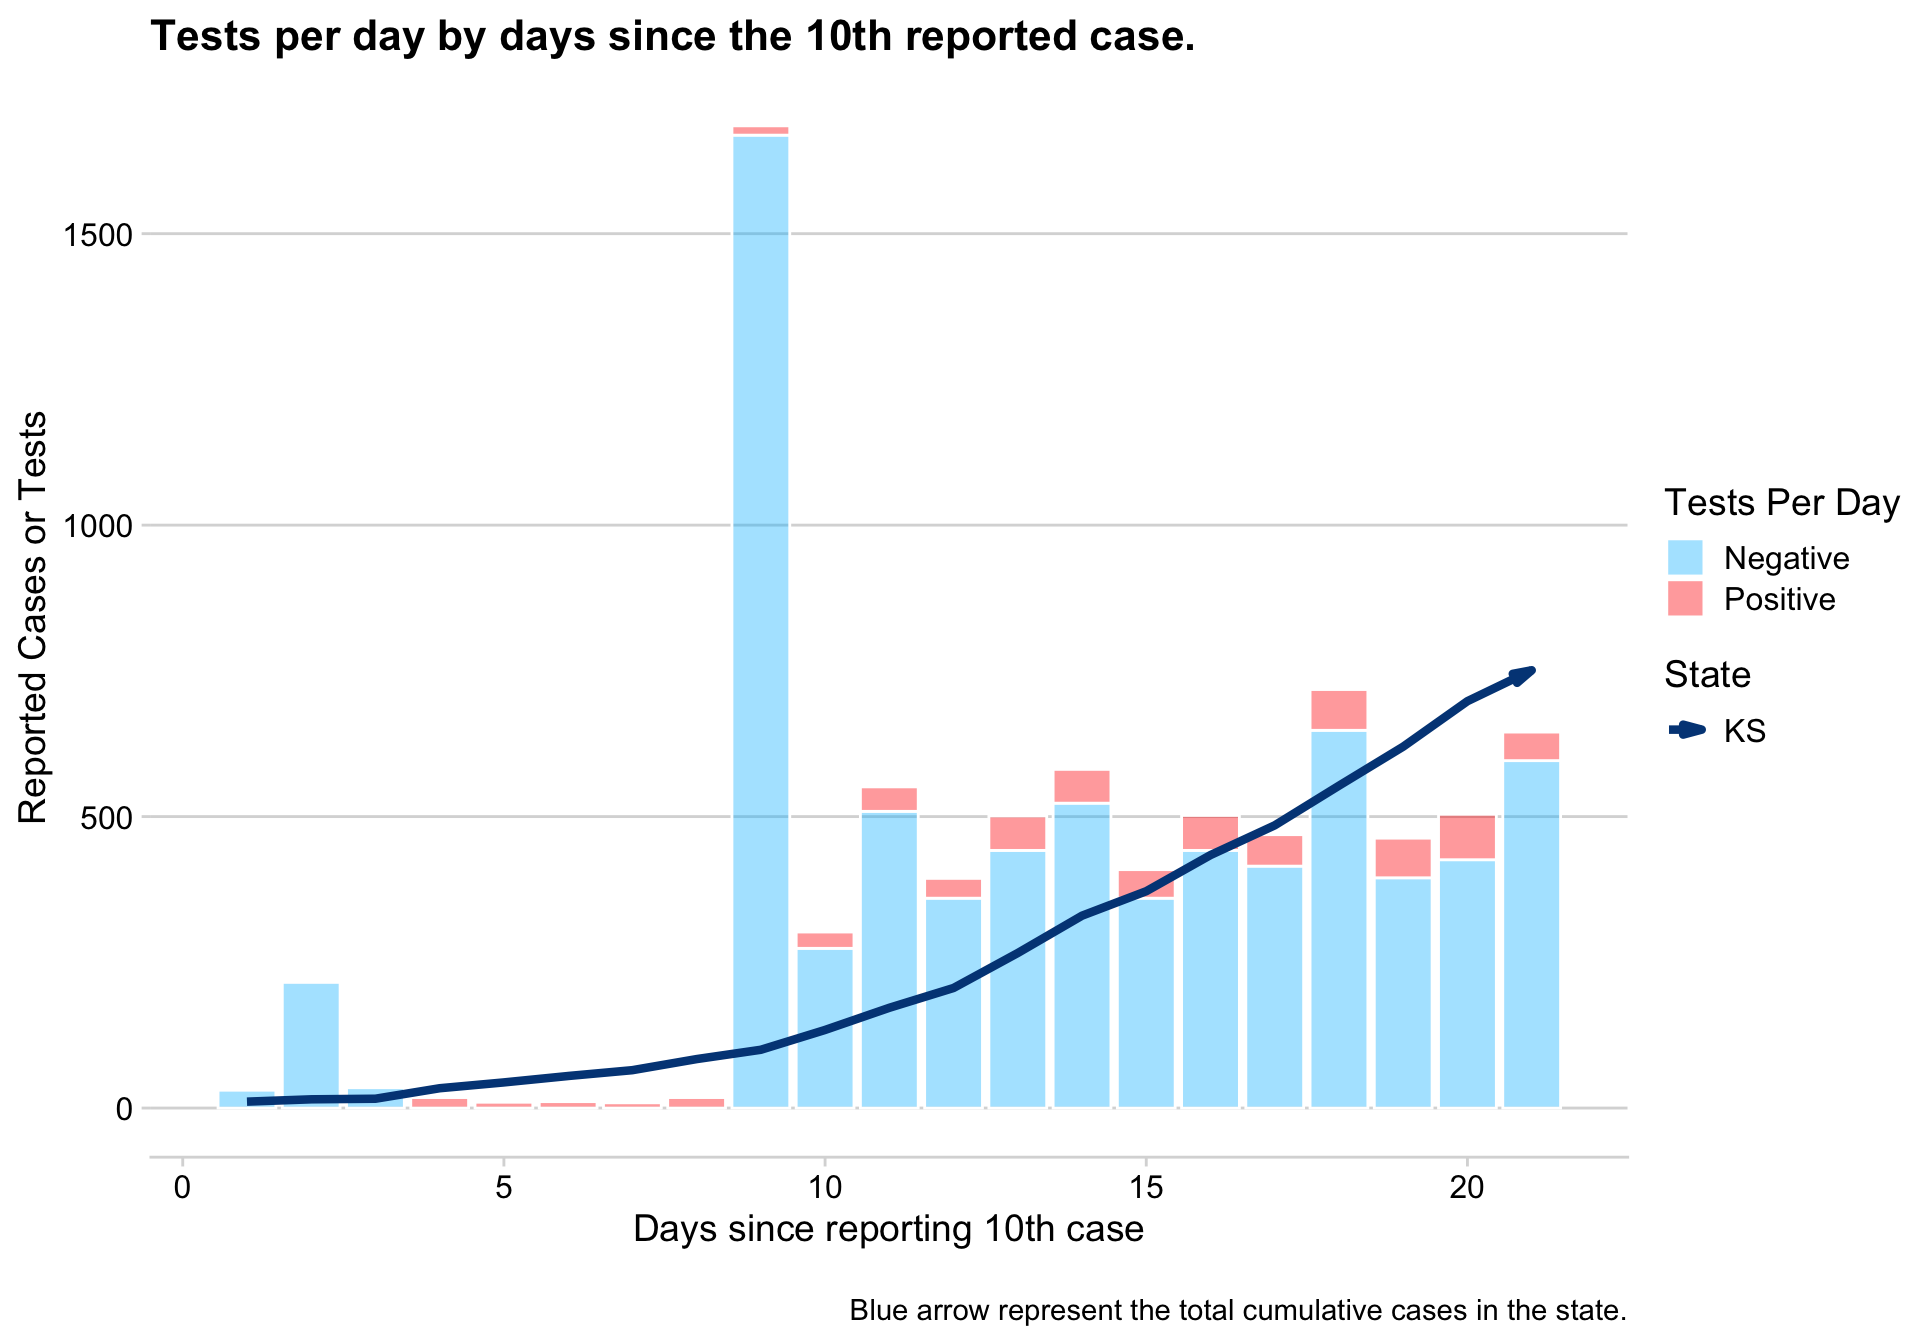 Tests per day by days since the 10th reported case.
Reported Cases or Tests
1500
1000
500
0
0 5 10 15 20
Days since reporting 10th case
Tests Per Day
Negative
Positive
State
KS
Blue arrow represent the total cumulative cases in the state.